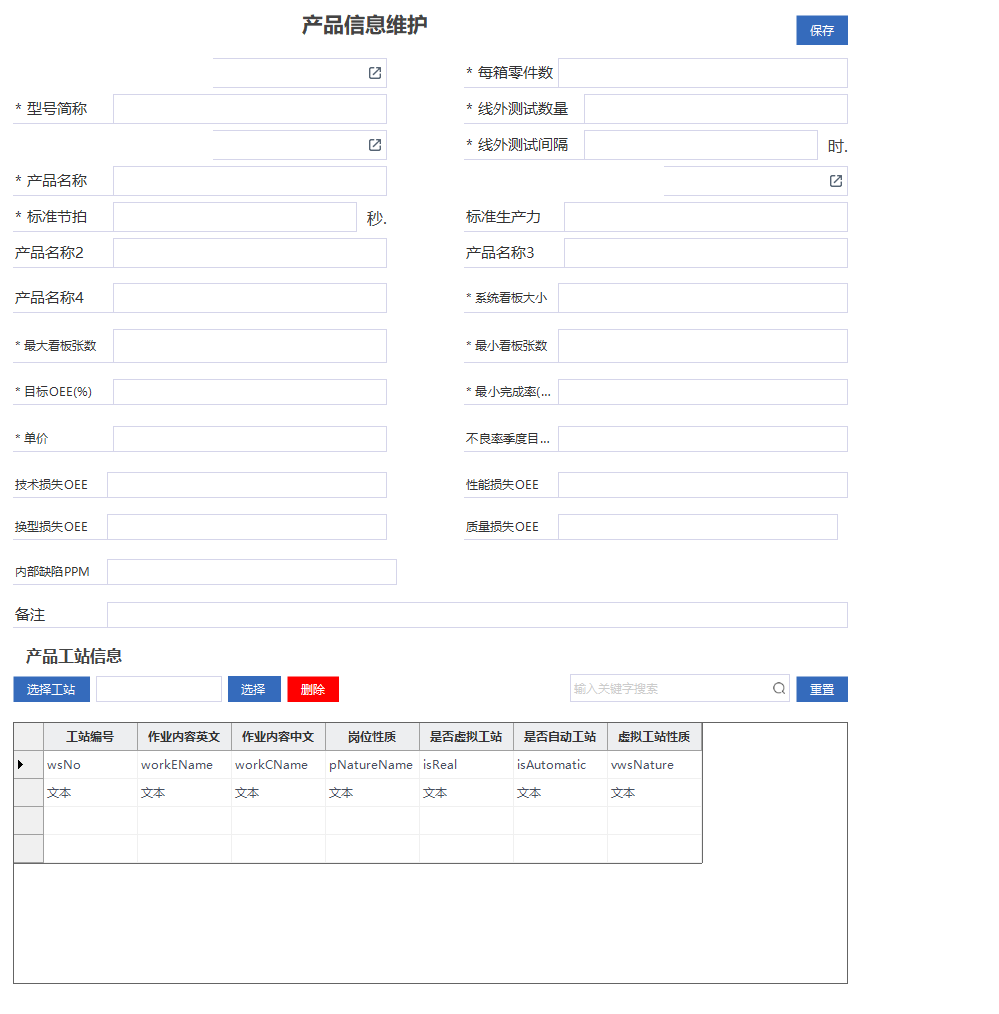 产品信息维护
保存
* 每箱零件数
* 型号简称 * 线外测试数量
* 线外测试间隔 时.
* 产品名称
* 标准节拍 秒. 标准生产力
产品名称2 产品名称3
产品名称4 * 系统看板大小
* 最大看板张数 * 最小看板张数
* 目标OEE(%) * 最小完成率(...
* 单价 不良率季度目...
技术损失OEE 性能损失OEE
换型损失OEE 质量损失OEE
内部缺陷PPM
备注
产品工站信息
选择工站 选择 删除 输入关键字搜索 重置
工站编号 作业内容英文 作业内容中文 岗位性质 是否虚拟工站 是否自动工站 虚拟工站性质
wsNo workEName workCName pNatureName isReal isAutomatic vwsNature
文本 文本 文本 文本 文本 文本 文本